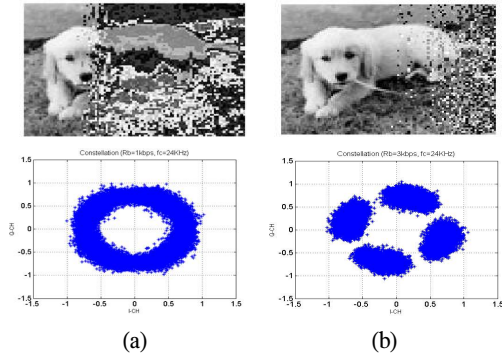 Constellation (Rb=1kbps, fc=24KHz)
1.5
1
0.5
0
-0.5
-1
-1.5
Q-CH
-1.5 -1 -0.5 0 0.5 1 1.5
I-CH
(a)
Constellation (Rb=3kbps, fc=24KHz)
1.5
1
0.5
0
-0.5
-1
-1.5
Q-CH
-1.5 -1 -0.5 0 0.5 1 1.5
I-CH
(b)